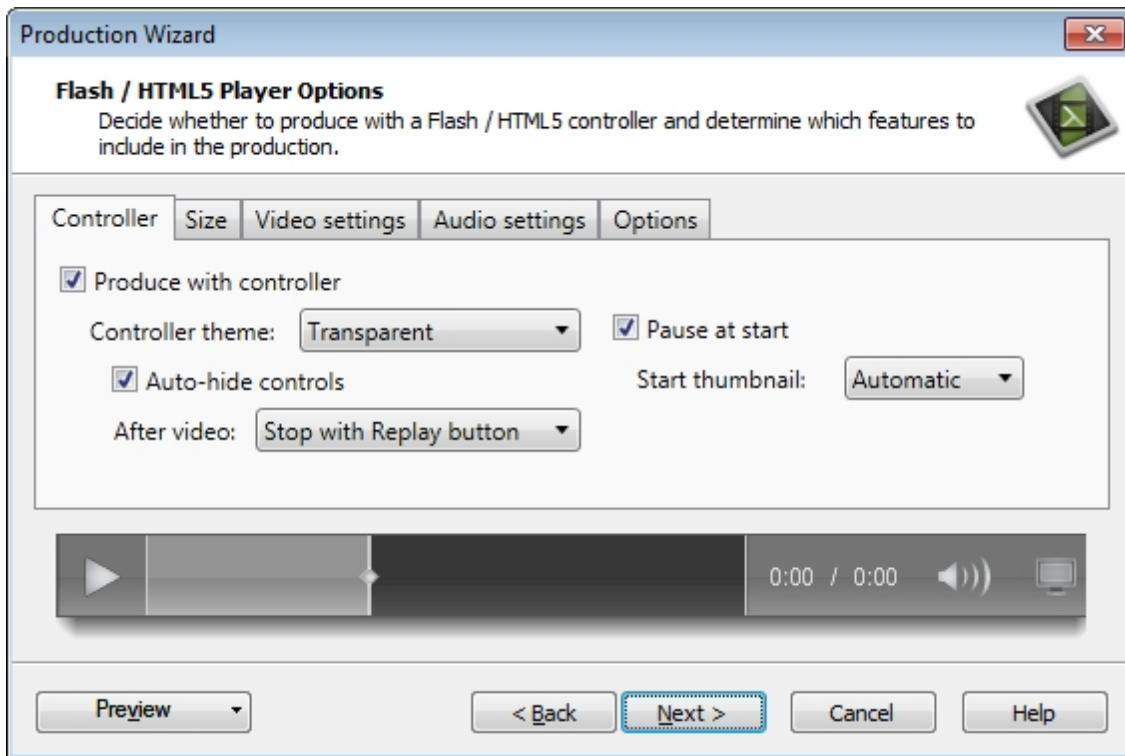 Production Wizard
Flash / HTML5 Player Options
Decide whether to produce with a Flash / HTML5 controller and determine which features to
include in the production.
Controller Size Video settings Audio settings Options
Produce with controller
Controller theme: Transparent Pause at start
Auto-hide controls Start thumbnail: Automatic
After video: Stop with Replay button
0:00 / 0:00
Preview < Back Next > Cancel Help